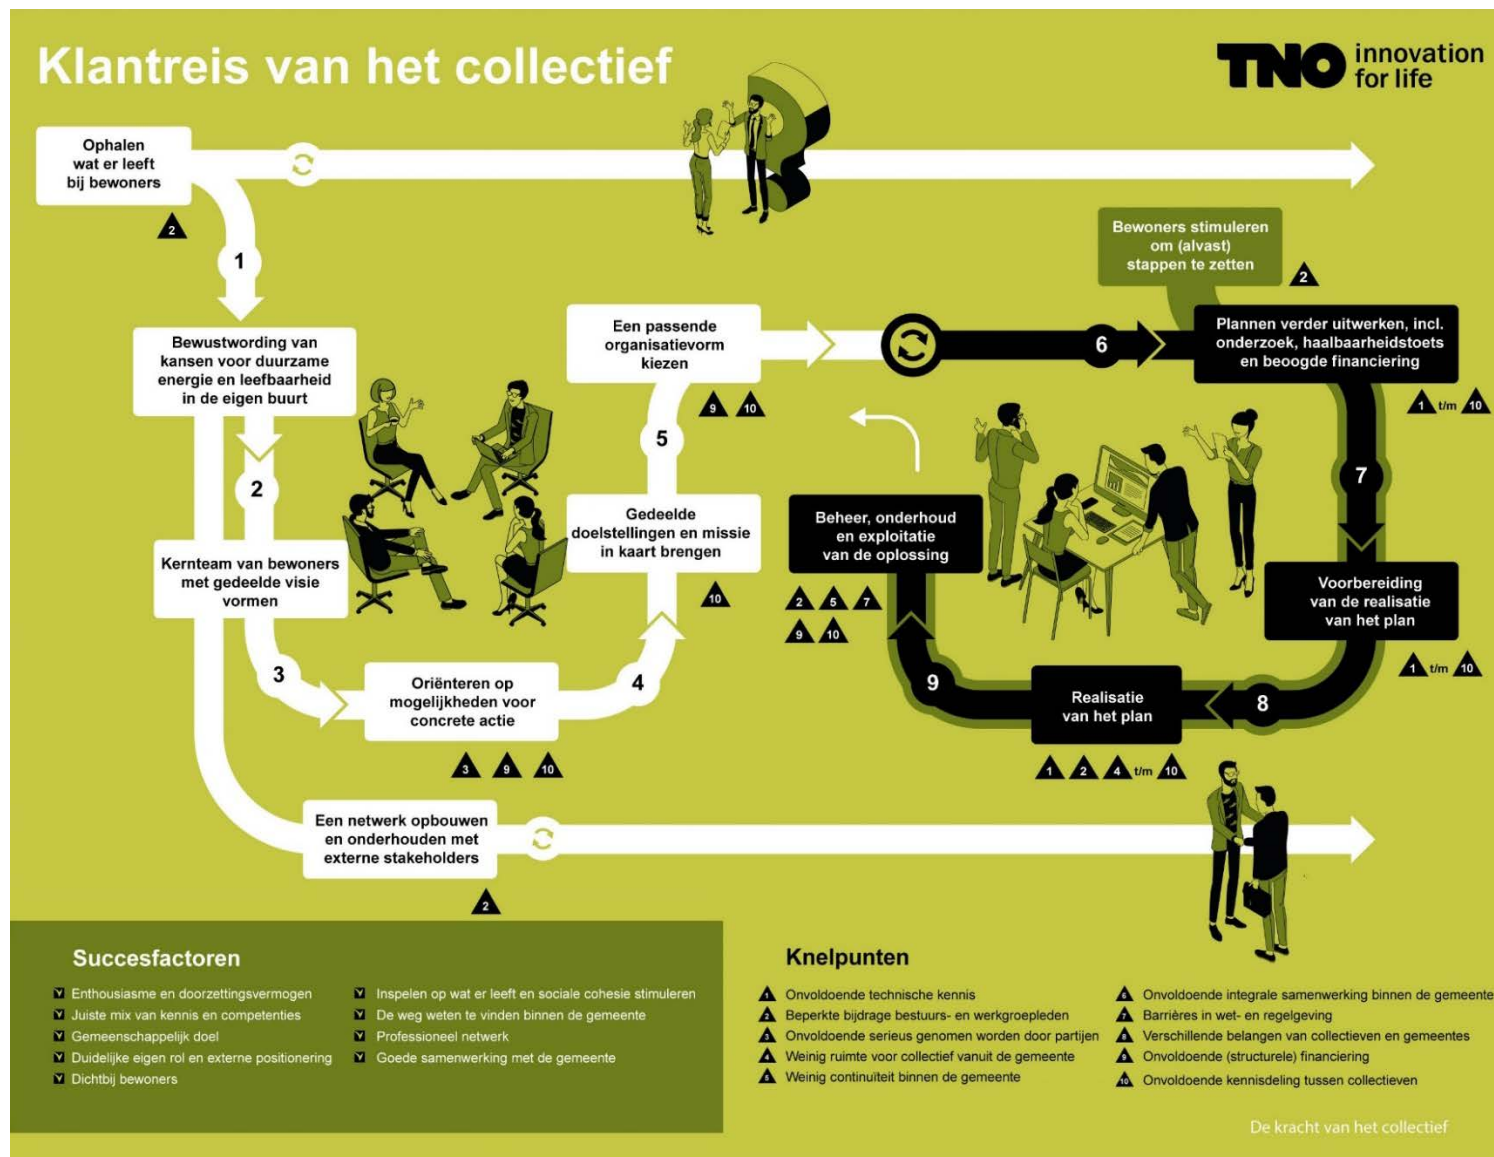 Klantreis van het collectief
TNO innovation
for life
Ophalen
wat er leeft
bij bewoners
2
1
Bewoners stimuleren
om (alvast)
stappen te zetten
2
Bewustwording van
kansen voor duurzame
energie en leefbaarheid
in de eigen buurt
2
Kernteam van bewoners
met gedeelde visie
vormen
3
Oriënteren op
mogelijkheden voor
concrete actie
3 9 10
4
Gedeelde
doelstellingen en missie
in kaart brengen
10
5
Een passende
organisatievorm
kiezen
9 10
6
Plannen verder uitwerken, incl.
onderzoek, haalbaarheidstoets
en beoogde financiering
1 t/m 10
7
Voorbereiding
van de realisatie
van het plan
1 t/m 10
8
Realisatie
van het plan
1 2 4 t/m 10
9
Beheer, onderhoud
en exploitatie
van de oplossing
2 5 7
9 10
Een netwerk opbouwen
en onderhouden met
externe stakeholders
2
Succesfactoren
Enthousiasme en doorzettingsvermogen
Juiste mix van kennis en competenties
Gemeenschappelijk doel
Duidelijke eigen rol en externe positionering
Dichtbij bewoners
Inspelen op wat er leeft en sociale cohesie stimuleren
De weg weten te vinden binnen de gemeente
Professioneel netwerk
Goede samenwerking met de gemeente
Knelpunten
1 Onvoldoende technische kennis
2 Beperkte bijdrage bestuurs- en werkgroepleden
3 Onvoldoende serieus genomen worden door partijen
4 Weinig ruimte voor collectief vanuit de gemeente
5 Weinig continuïteit binnen de gemeente
6 Onvoldoende integrale samenwerking binnen de gemeente
7 Barrières in wet- en regelgeving
8 Verschillende belangen van collectieven en gemeentes
9 Onvoldoende (structurele) financiering
10 Onvoldoende kennisdeling tussen collectieven
De kracht van het collectief